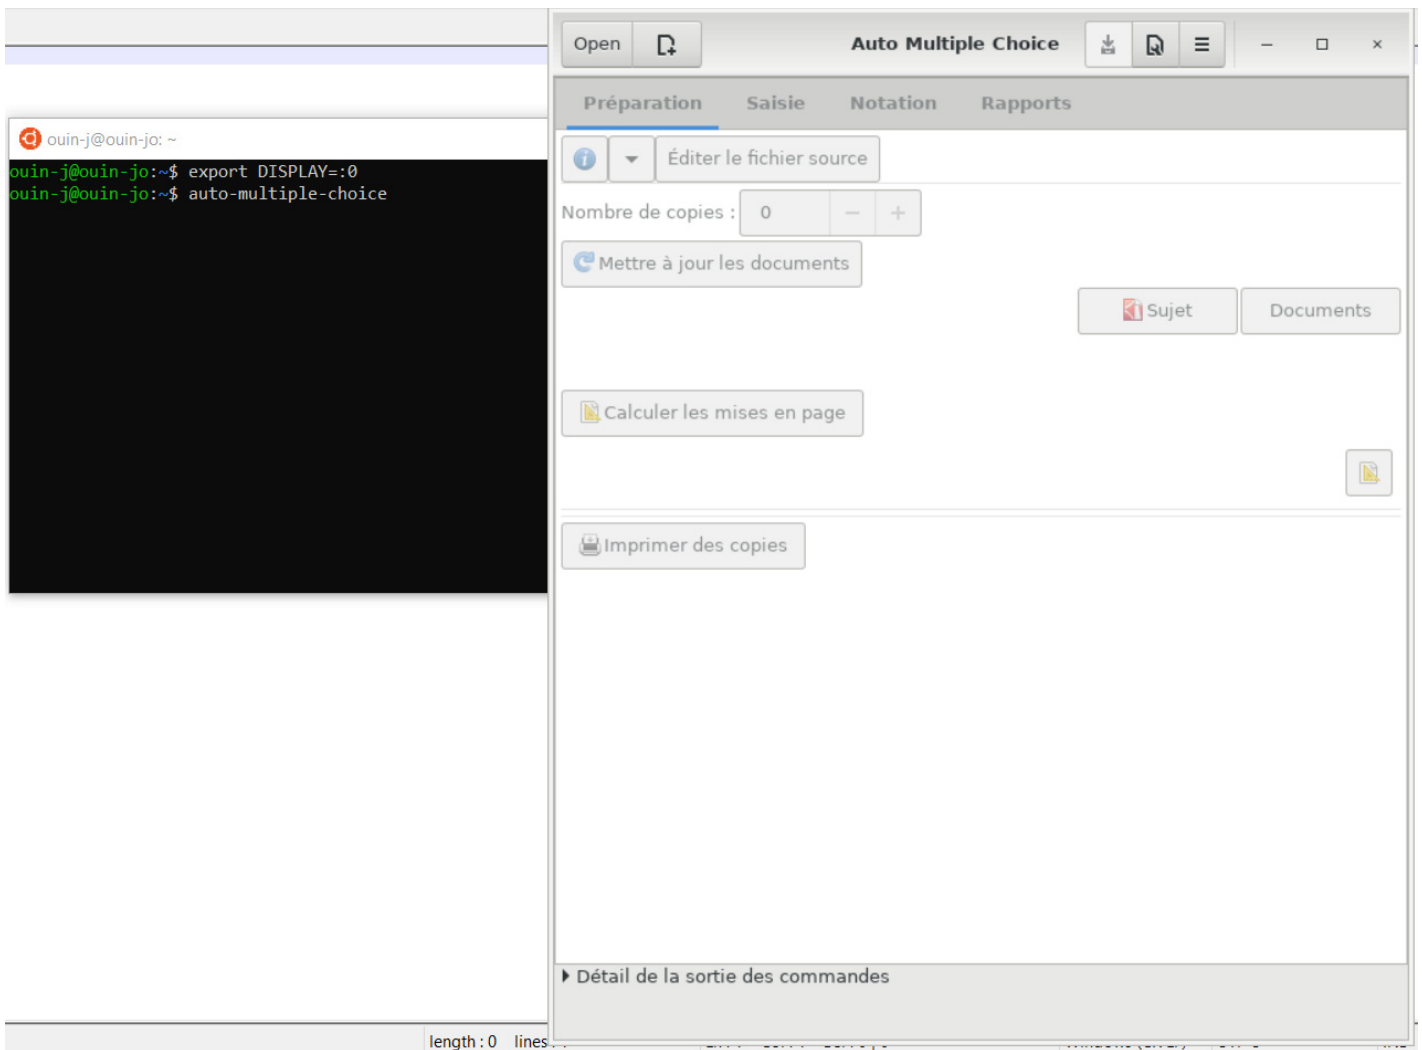 Open
Auto Multiple Choice
Préparation Saisie Notation Rapports
ouin-j@ouin-jo: ~
ouin-j@ouin-jo:~$ export DISPLAY=:0
ouin-j@ouin-jo:~$ auto-multiple-choice
Éditer le fichier source
Nombre de copies : 0
Mettre à jour les documents
Sujet Documents
Calculer les mises en page
Imprimer des copies
Détail de la sortie des commandes
length : 0 lines